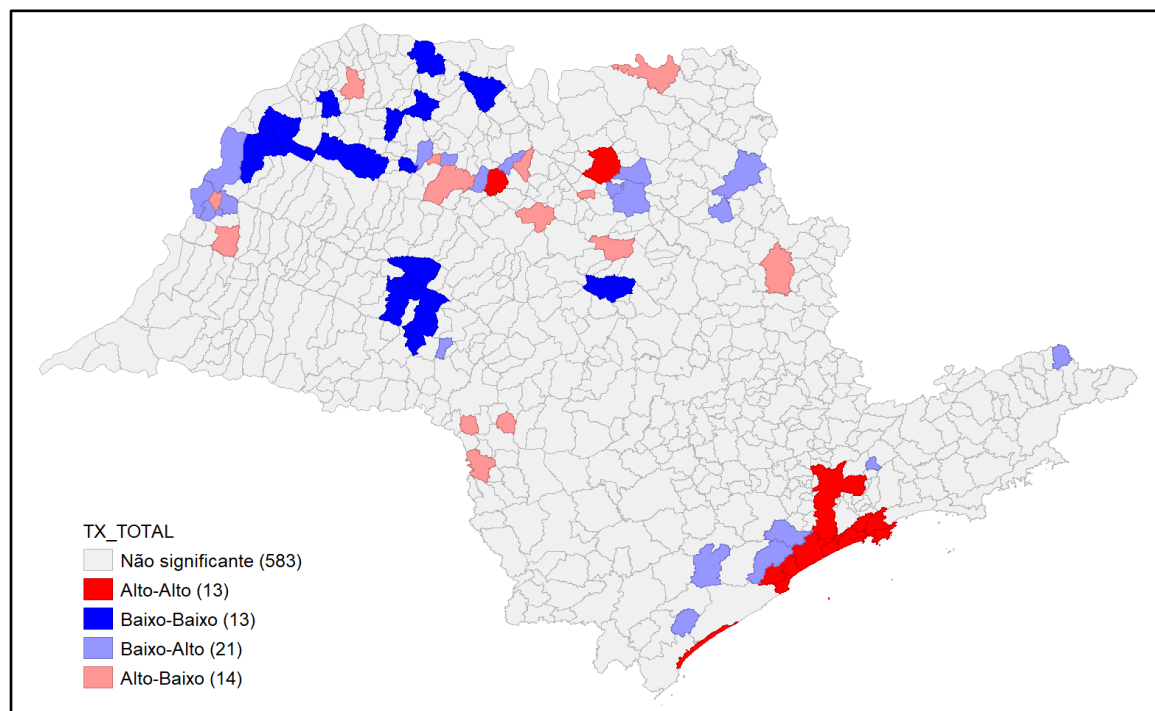 TX_TOTAL
Não significante (583)
Alto-Alto (13)
Baixo-Baixo (13)
Baixo-Alto (21)
Alto-Baixo (14)